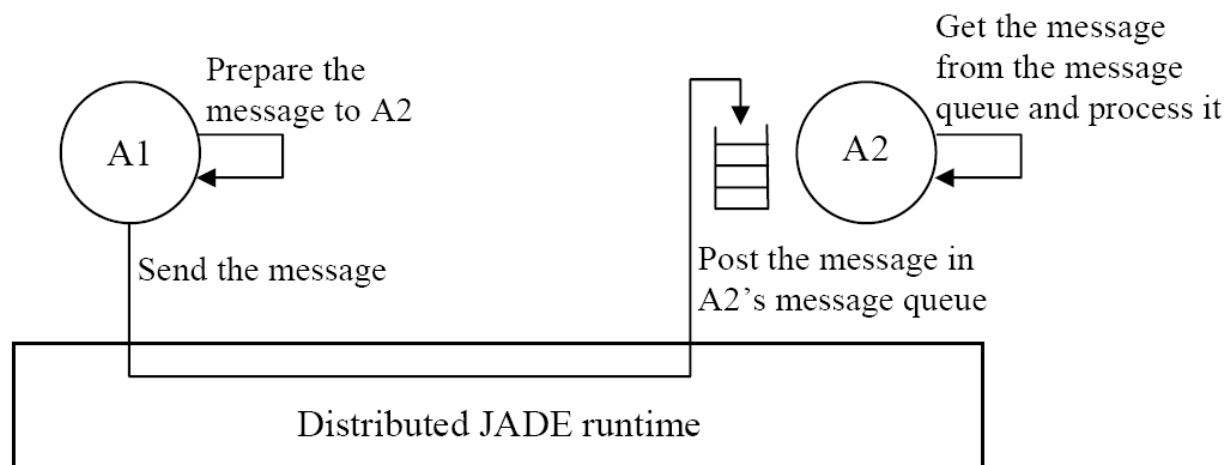 Prepare the
message to A2
A1
Send the message
Get the message
from the message
queue and process it
A2
Post the message in
A2’s message queue
Distributed JADE runtime